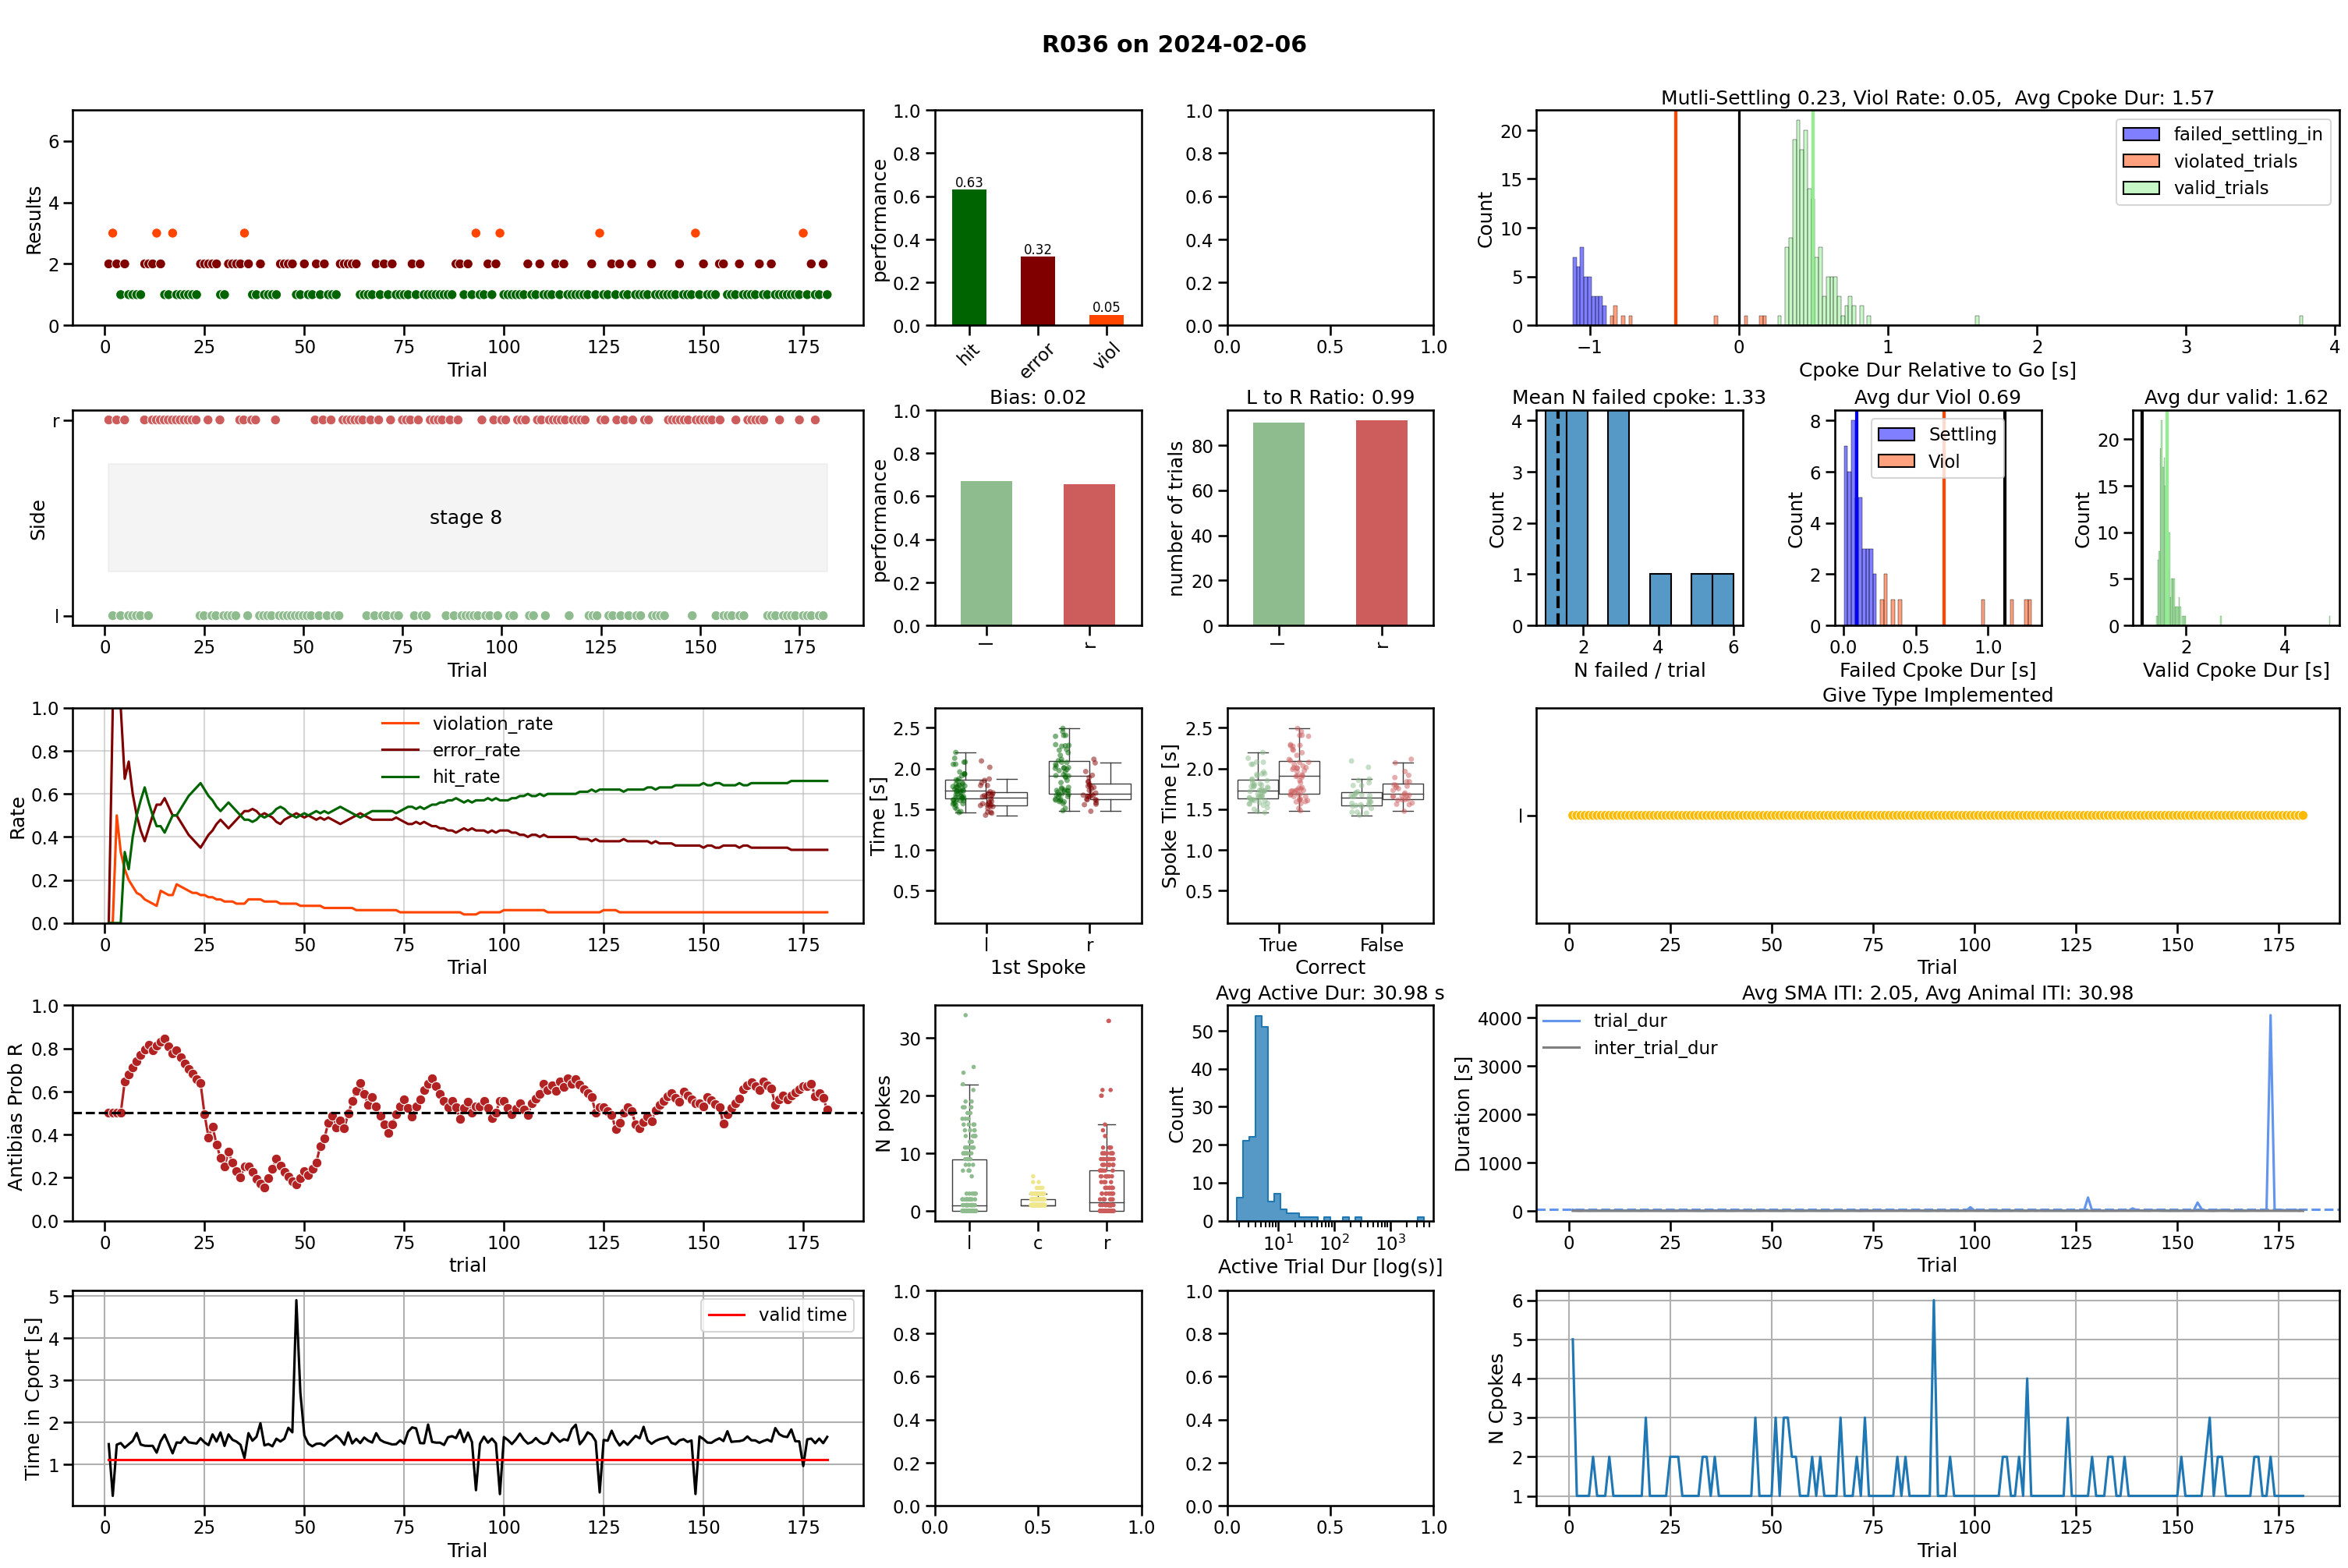 R036 on 2024-02-06
Results
6
4
2
0
0 25 50 75 100 125 150 175
Trial
performance
1.0
0.8
0.6
0.4
0.2
0.0
0.63
0.32
0.05
hit
error
viol
1.0
0.8
0.6
0.4
0.2
0.0
0.0 0.5 1.0
Mutli-Settling 0.23, Viol Rate: 0.05, Avg Cpoke Dur: 1.57
Count
20
15
10
5
0
failed_settling_in
violated_trials
valid_trials
−1 0 1 2 3 4
Cpoke Dur Relative to Go [s]
Side
r
stage 8
l
0 25 50 75 100 125 150 175
Trial
Bias: 0.02
performance
1.0
0.8
0.6
0.4
0.2
0.0
l r
L to R Ratio: 0.99
number of trials
80
60
40
20
0
l r
Mean N failed cpoke: 1.33
Count
4
3
2
1
0
2 4 6
N failed / trial
Avg dur Viol 0.69
Count
8
6
4
2
0
Settling
Viol
0.0 0.5 1.0
Failed Cpoke Dur [s]
Avg dur valid: 1.62
Count
20
15
10
5
0
2 4
Valid Cpoke Dur [s]
Rate
1.0
0.8
0.6
0.4
0.2
0.0
violation_rate
error_rate
hit_rate
0 25 50 75 100 125 150 175
Trial
Time [s]
2.5
2.0
1.5
1.0
0.5
l r
1st Spoke
Spoke Time [s]
2.5
2.0
1.5
1.0
0.5
True False
Correct
Give Type Implemented
l
0 25 50 75 100 125 150 175
Trial
Antibias Prob R
1.0
0.8
0.6
0.4
0.2
0.0
0 25 50 75 100 125 150 175
trial
N pokes
30
20
10
0
l c r
Avg Active Dur: 30.98 s
Count
50
40
30
20
10
0
10¹ 10² 10³
Active Trial Dur [log(s)]
Avg SMA ITI: 2.05, Avg Animal ITI: 30.98
Duration [s]
4000
3000
2000
1000
0
trial_dur
inter_trial_dur
0 25 50 75 100 125 150 175
Trial
Time in Cport [s]
5
4
3
2
1
valid time
0 25 50 75 100 125 150 175
Trial
1.0
0.8
0.6
0.4
0.2
0.0
0.0 0.5 1.0
1.0
0.8
0.6
0.4
0.2
0.0
0.0 0.5 1.0
N Cpokes
6
5
4
3
2
1
0 25 50 75 100 125 150 175
Trial